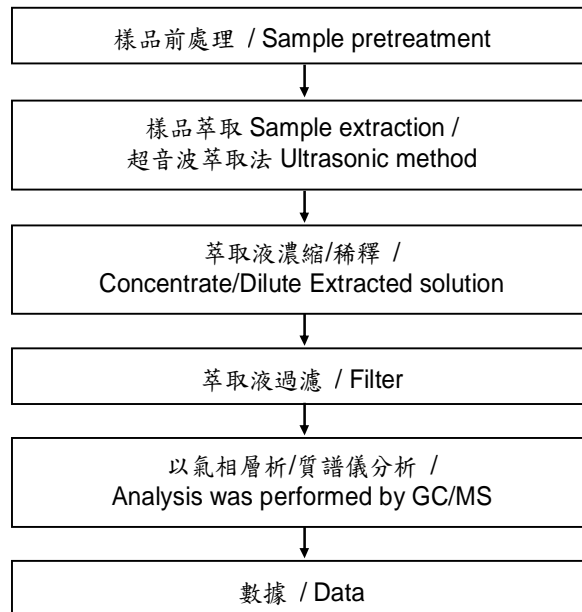 樣品前處理 / Sample pretreatment
樣品萃取 Sample extraction /
超音波萃取法 Ultrasonic method
萃取液濃縮/稀釋 /
Concentrate/Dilute Extracted solution
萃取液過濾 / Filter
以氣相層析/質譜儀分析 /
Analysis was performed by GC/MS
數據 / Data